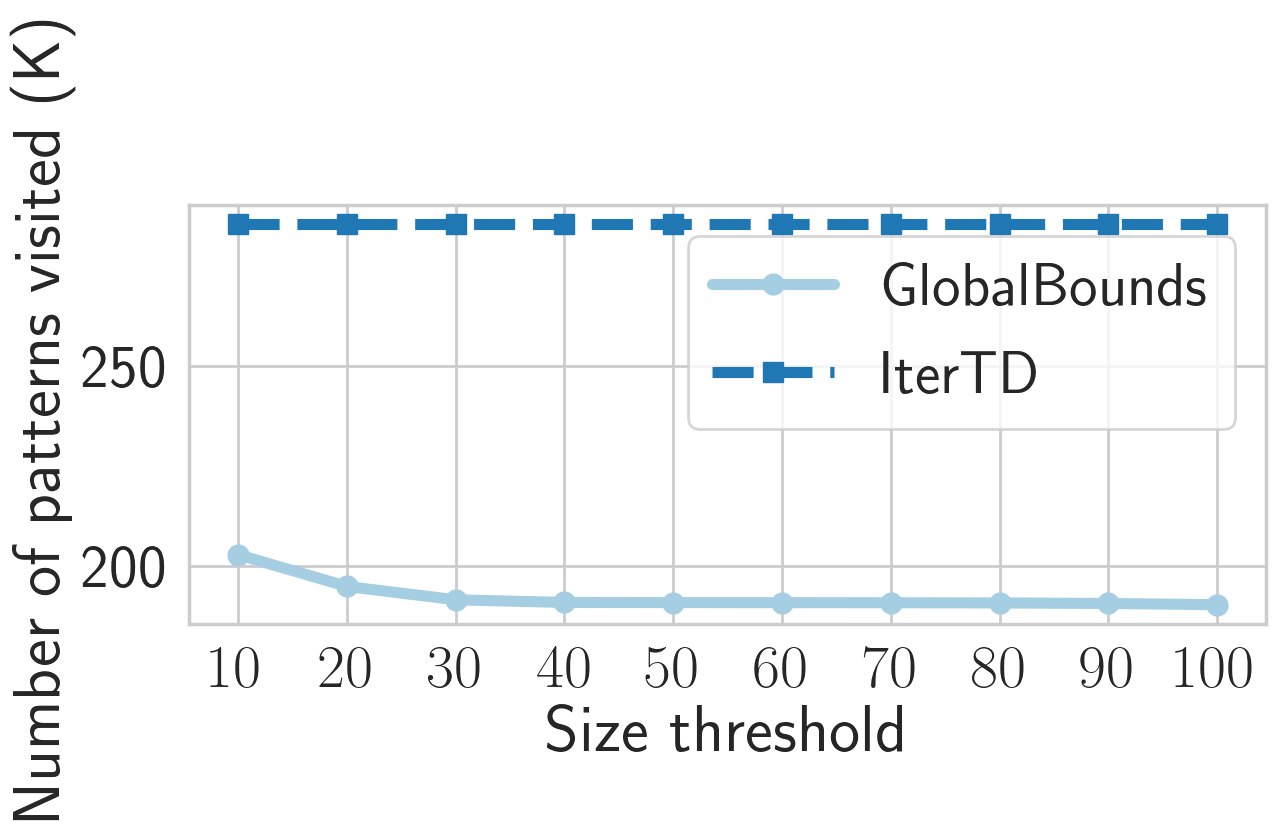 Number of patterns visited (K)
250
200
GlobalBounds
IterTD
10 20 30 40 50 60 70 80 90 100
Size threshold